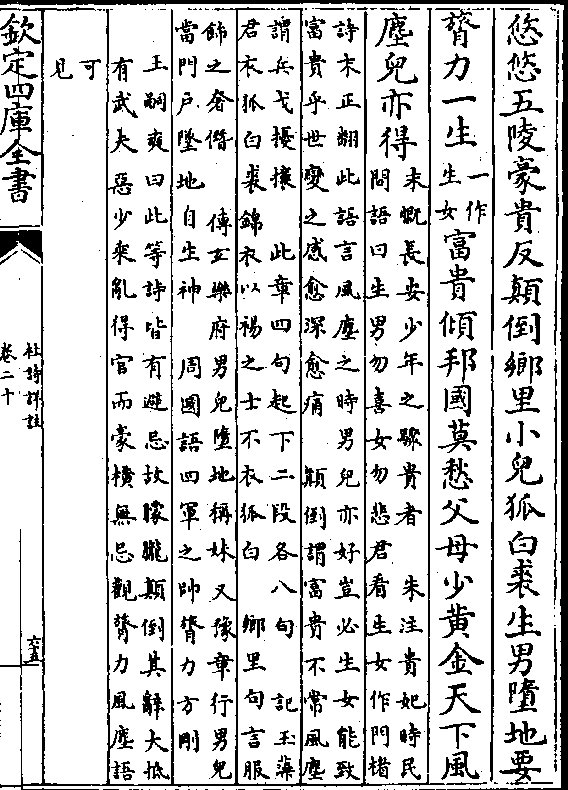 悠悠五陵豪貴反顛倒鄉里小兒狐白裘生男墮地要
膂力一生一作生女富貴傾邦國莫愁父母少黃金天下風
塵兒亦得末慨長安少年之驟貴者　朱注貴妃時民
間語曰生男勿喜女勿悲君看生女作門楣
詩末正翻此語言風塵之時男兒亦好豈必生女能致
富貴乎世變之感愈深愈痛　顛倒謂富貴不常風塵
謂兵戈擾攘　此章四句起下二段各八句　記玉藻
君衣狐白裘錦衣以裼之士不衣狐白　鄉里句言服
飾之奢僭　傅玄樂府男兒墮地稱姝又豫章行男兒
當門戶墜地自生神　周國語四軍之帥膂力方剛
王嗣奭曰此等詩皆有避忌故朦朧顛倒其辭大抵
有武夫惡少乘亂得官而豪橫無忌觀膂力風塵語
可
見
欽定四庫全書
杜詩詳註
卷二十
六五